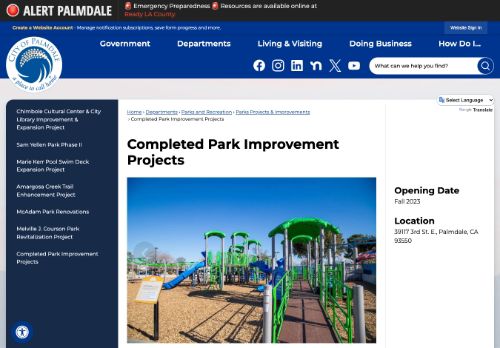 ALERT PALMDALE
🚨 Emergency Preparedness 🚨 Resources are available online at
Ready LA County.
Create a Website Account - Manage notification subscriptions, save form progress and more.
Website Sign In
CITY OF PALMDALE
a place to call home
Government
Departments
Living & Visiting
Doing Business
How Do I...
What can we help you find?
Select Language
Google Translate
Chimbole Cultural Center & City
Library Improvement &
Expansion Project
Sam Yellen Park Phase II
Marie Kerr Pool Swim Deck
Expansion Project
Amargosa Creek Trail
Enhancement Project
McAdam Park Renovations
Melville J. Courson Park
Revitalization Project
Completed Park Improvement
Projects
Home › Departments › Parks and Recreation › Parks Projects & Improvements
› Completed Park Improvement Projects
Completed Park Improvement
Projects
Opening Date
Fall 2023
Location
39117 3rd St. E., Palmdale, CA
93550